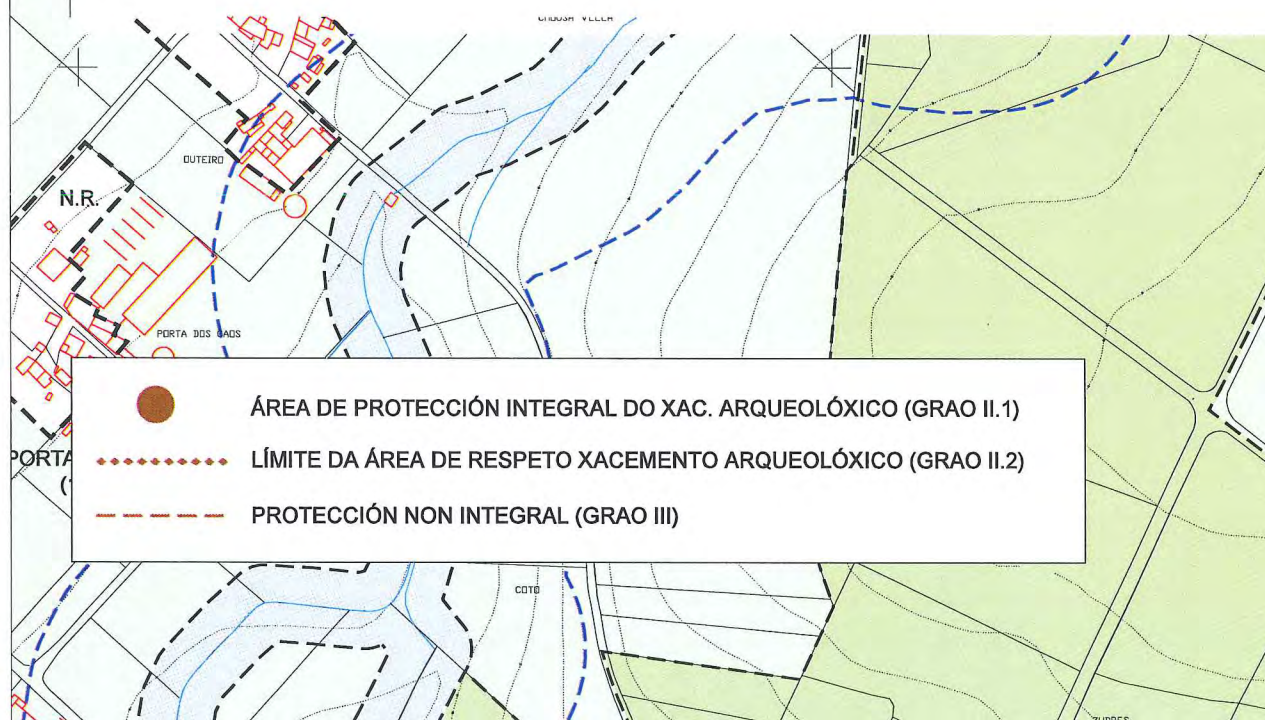 OUTEIRO
N.R.
PORTA DOS
ÁREA DE PROTECCIÓN INTEGRAL DO XAC. ARQUEOLÓXICO (GRAO II.1)
LÍMITE DA ÁREA DE RESPETO XACEMENTO ARQUEOLÓXICO (GRAO II.2)
PORTA
PROTECCIÓN NON INTEGRAL (GRAO III)
COTO